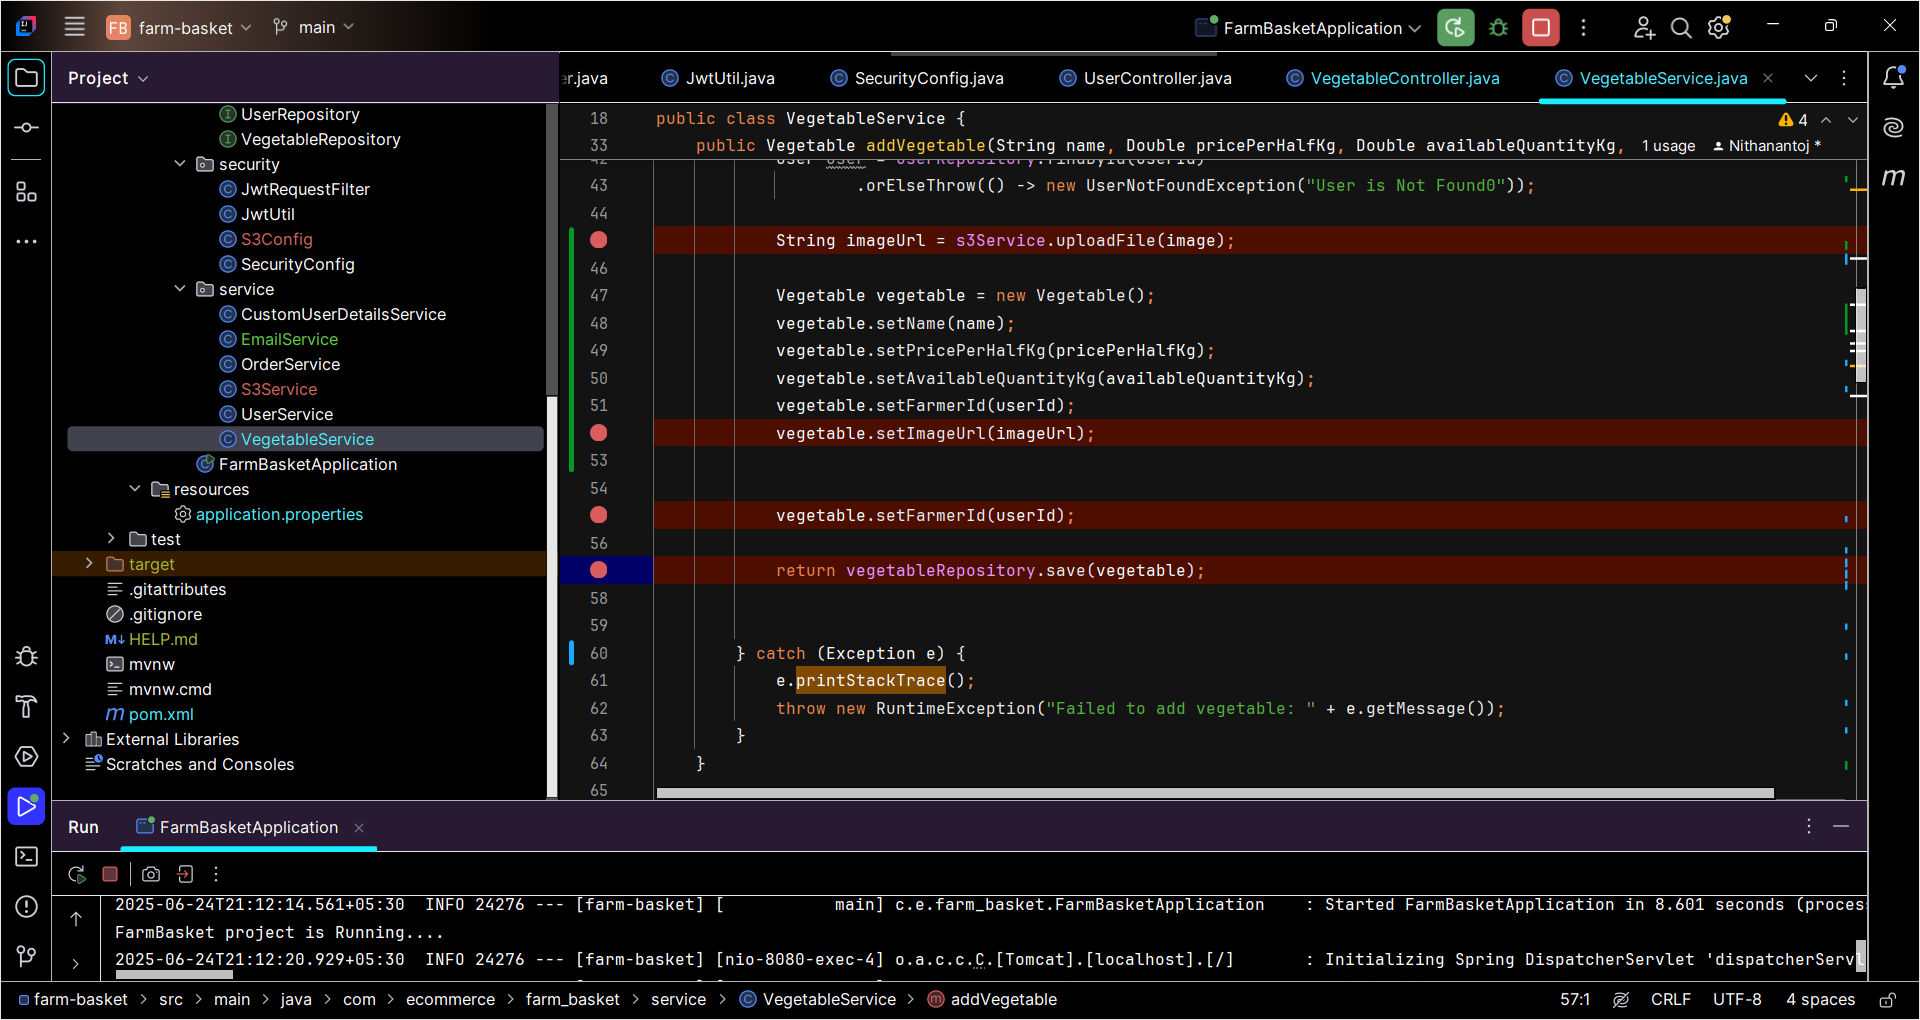 FB farm-basket main FarmBasketApplication
Project
er.java JwtUtil.java SecurityConfig.java UserController.java VegetableController.java VegetableService.java
UserRepository
VegetableRepository
security
JwtRequestFilter
JwtUtil
S3Config
SecurityConfig
service
CustomUserDetailsService
EmailService
OrderService
S3Service
UserService
VegetableService
FarmBasketApplication
resources
application.properties
test
target
.gitattributes
.gitignore
M↓ HELP.md
mvnw
mvnw.cmd
m pom.xml
External Libraries
Scratches and Consoles
18 public class VegetableService {
4
33 public Vegetable addVegetable(String name, Double pricePerHalfKg, Double availableQuantityKg, 1 usage Nithanantoj *
42 User user = userRepository.findById(userId)
43 .orElseThrow(() -> new UserNotFoundException("User is Not Found0"));
44
String imageUrl = s3Service.uploadFile(image);
46
47 Vegetable vegetable = new Vegetable();
48 vegetable.setName(name);
49 vegetable.setPricePerHalfKg(pricePerHalfKg);
50 vegetable.setAvailableQuantityKg(availableQuantityKg);
51 vegetable.setFarmerId(userId);
vegetable.setImageUrl(imageUrl);
53
54
vegetable.setFarmerId(userId);
56
return vegetableRepository.save(vegetable);
58
59
60 } catch (Exception e) {
61 e.printStackTrace();
62 throw new RuntimeException("Failed to add vegetable: " + e.getMessage());
63 }
64 }
65
m
Run FarmBasketApplication
2025-06-24T21:12:14.561+05:30 INFO 24276 --- [farm-basket] [ main] c.e.farm_basket.FarmBasketApplication : Started FarmBasketApplication in 8.601 seconds (proces
FarmBasket project is Running....
2025-06-24T21:12:20.929+05:30 INFO 24276 --- [farm-basket] [nio-8080-exec-4] o.a.c.c.C.[Tomcat].[localhost].[/] : Initializing Spring DispatcherServlet 'dispatcherServl
farm-basket > src > main > java > com > ecommerce > farm_basket > service > VegetableService > addVegetable 57:1 CRLF UTF-8 4 spaces